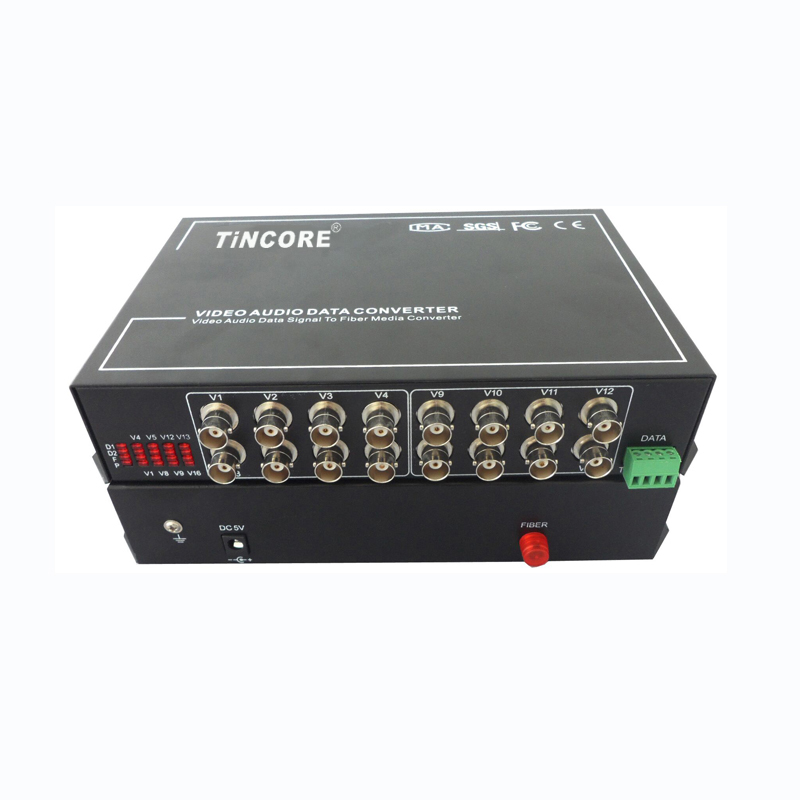 TiNCORE®
MA SGS FC CE
VIDEO AUDIO DATA CONVERTER
Video Audio Data Signal To Fiber Media Converter
V1 V2 V3 V4 V9 V10 V11 V12
V4 V5 V12 V13
D1
D2
F
P
V1 V8 V9 V16
DATA
DC 5V
FIBER